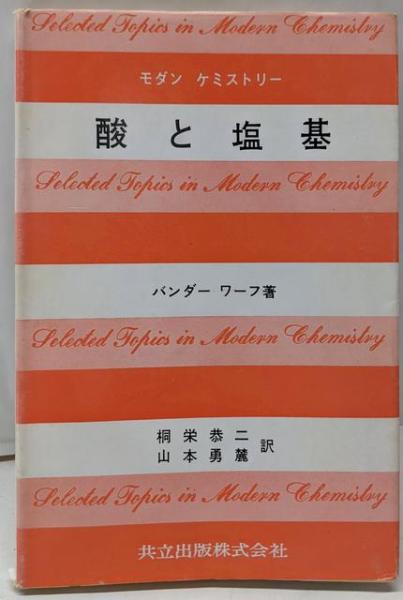 Selected Topics in Modern Chemistry
モダン ケミストリー
酸と塩基
Selected Topics in Modern Chemistry
バンダー ワーフ著
Selected Topics in Modern Chemistry
桐栄恭二
山本勇麓
訳
Selected Topics in Modern Chemistry
共立出版株式会社